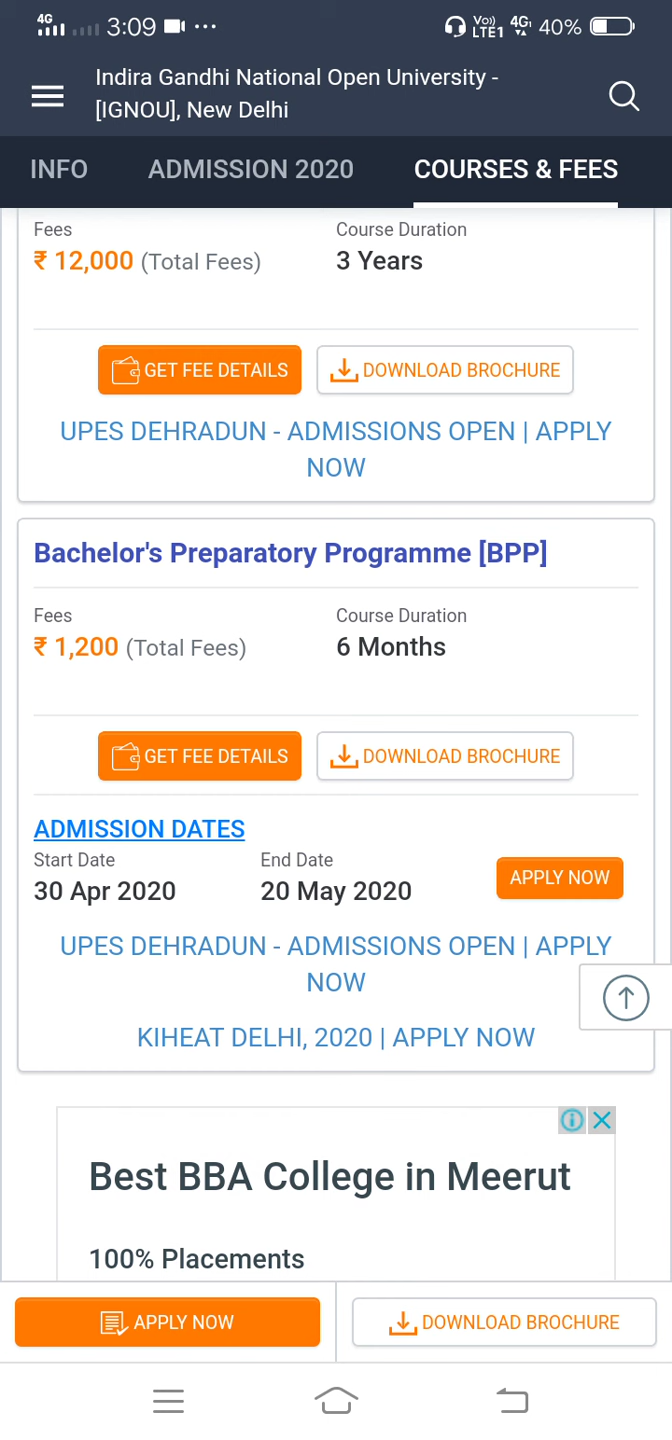 4G 3:09 ... Vo)) LTE1 4G 40%
Indira Gandhi National Open University -
[IGNOU], New Delhi
INFO ADMISSION 2020 COURSES & FEES
Fees Course Duration
₹ 12,000 (Total Fees) 3 Years
GET FEE DETAILS DOWNLOAD BROCHURE
UPES DEHRADUN - ADMISSIONS OPEN | APPLY
NOW
Bachelor's Preparatory Programme [BPP]
Fees Course Duration
₹ 1,200 (Total Fees) 6 Months
GET FEE DETAILS DOWNLOAD BROCHURE
ADMISSION DATES
Start Date End Date
30 Apr 2020 20 May 2020 APPLY NOW
UPES DEHRADUN - ADMISSIONS OPEN | APPLY
NOW
KIHEAT DELHI, 2020 | APPLY NOW
Best BBA College in Meerut
100% Placements
APPLY NOW DOWNLOAD BROCHURE